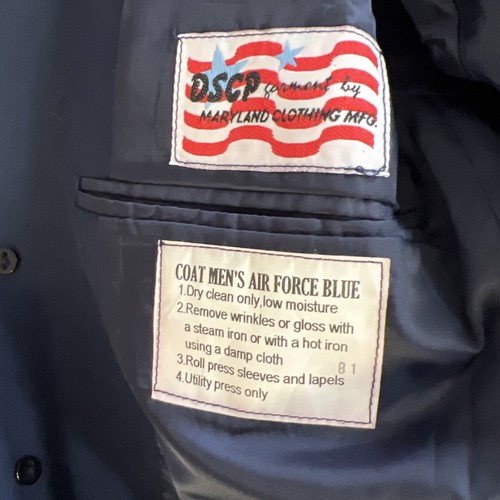 DSCP garment by
MARYLAND CLOTHING MFG.
COAT MEN'S AIR FORCE BLUE
1.Dry clean only,low moisture
2.Remove wrinkles or gloss with
a steam iron or with a hot iron
using a damp cloth
81
3.Roll press sleeves and lapels
4.Utility press only